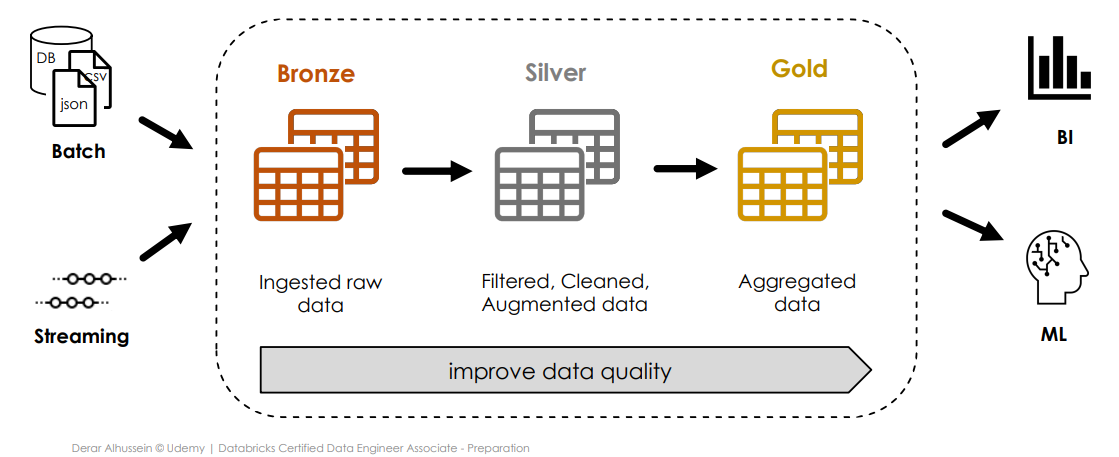 DB
csv
json
Batch
Streaming
Bronze
Silver
Gold
Ingested raw
data
Filtered, Cleaned,
Augmented data
Aggregated
data
improve data quality
BI
ML
Derar Alhussein © Udemy | Databricks Certified Data Engineer Associate - Preparation